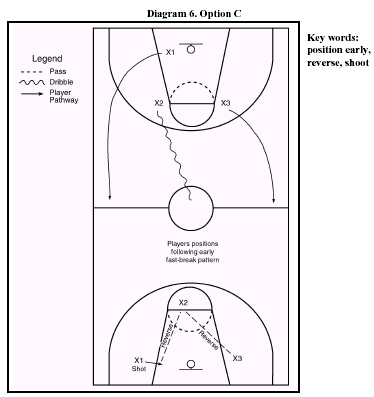 Diagram 6. Option C
Key words:
position early,
reverse, shoot
Legend
Pass
Dribble
Player
Pathway
X1
X2
X3
Players positions
following early
fast-break pattern
X2
Reverse
Reverse
X1
Shot
X3